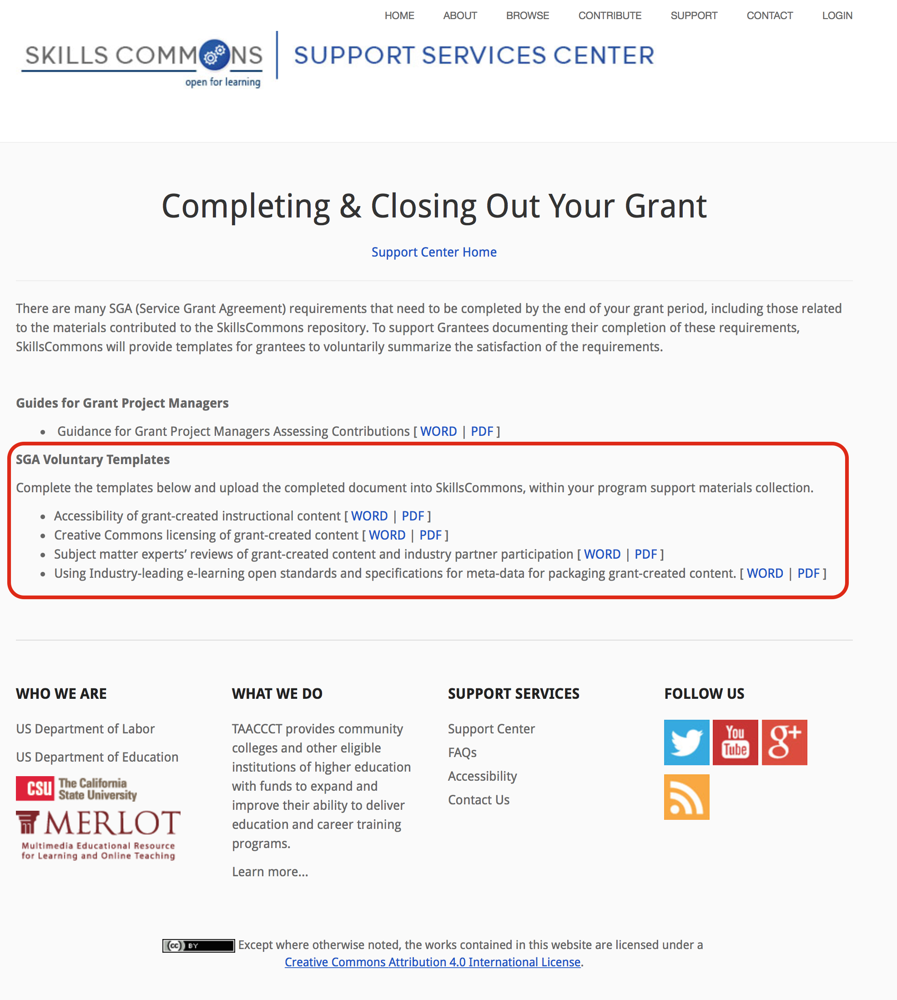 HOME ABOUT BROWSE CONTRIBUTE SUPPORT CONTACT LOGIN
SKILLS COMMONS
open for learning
SUPPORT SERVICES CENTER
Completing & Closing Out Your Grant
Support Center Home
There are many SGA (Service Grant Agreement) requirements that need to be completed by the end of your grant period, including those related
to the materials contributed to the SkillsCommons repository. To support Grantees documenting their completion of these requirements,
SkillsCommons will provide templates for grantees to voluntarily summarize the satisfaction of the requirements.
Guides for Grant Project Managers
• Guidance for Grant Project Managers Assessing Contributions [ WORD | PDF ]
SGA Voluntary Templates
Complete the templates below and upload the completed document into SkillsCommons, within your program support materials collection.
• Accessibility of grant-created instructional content [ WORD | PDF ]
• Creative Commons licensing of grant-created content [ WORD | PDF ]
• Subject matter experts’ reviews of grant-created content and industry partner participation [ WORD | PDF ]
• Using Industry-leading e-learning open standards and specifications for meta-data for packaging grant-created content. [ WORD | PDF ]
WHO WE ARE
US Department of Labor
US Department of Education
CSU The California
State University
MERLOT
Multimedia Educational Resource
for Learning and Online Teaching
WHAT WE DO
TAACCCT provides community
colleges and other eligible
institutions of higher education
with funds to expand and
improve their ability to deliver
education and career training
programs.
Learn more...
SUPPORT SERVICES
Support Center
FAQs
Accessibility
Contact Us
FOLLOW US
You
Tube
g+
(cc) BY Except where otherwise noted, the works contained in this website are licensed under a
Creative Commons Attribution 4.0 International License.